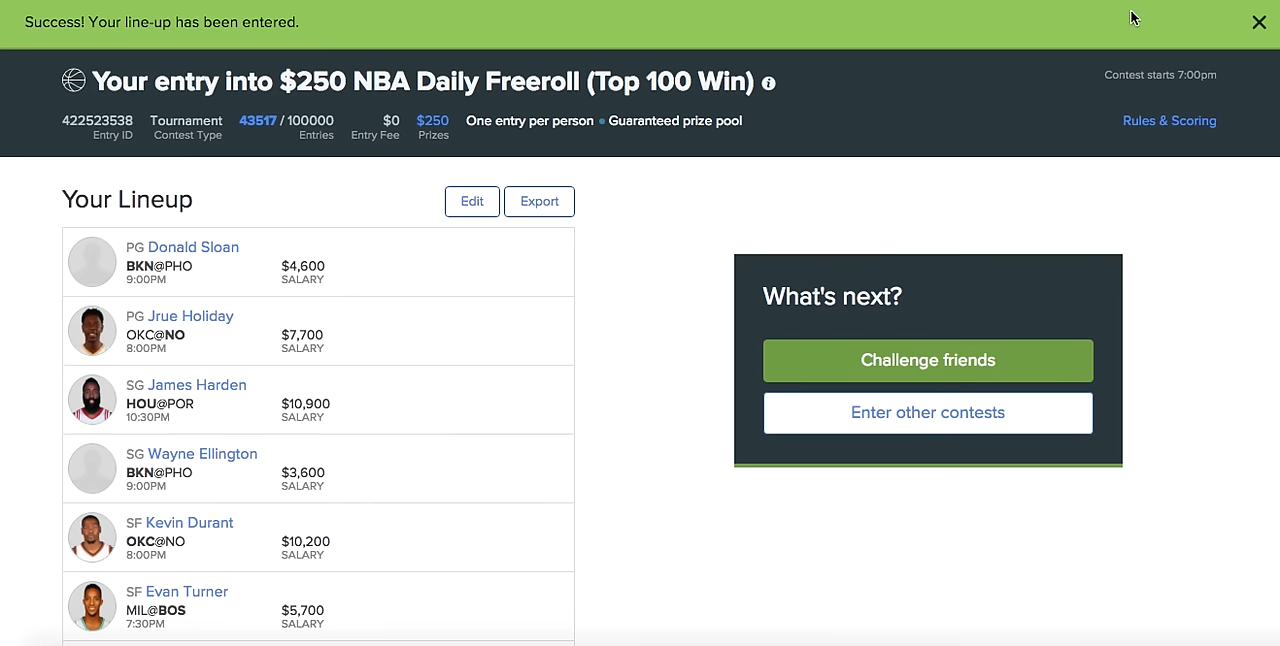 Success! Your line-up has been entered.
Your entry into $250 NBA Daily Freeroll (Top 100 Win)
Contest starts 7:00pm
422523538 Tournament 43517 / 100000 $0 $250 One entry per person • Guaranteed prize pool
Entry ID Contest Type Entries Entry Fee Prizes
Rules & Scoring
Your Lineup
Edit
Export
PG Donald Sloan
BKN@PHO $4,600
9:00PM SALARY
PG Jrue Holiday
OKC@NO $7,700
8:00PM SALARY
SG James Harden
HOU@POR $10,900
10:30PM SALARY
SG Wayne Ellington
BKN@PHO $3,600
9:00PM SALARY
SF Kevin Durant
OKC@NO $10,200
8:00PM SALARY
SF Evan Turner
MIL@BOS $5,700
7:30PM SALARY
What's next?
Challenge friends
Enter other contests